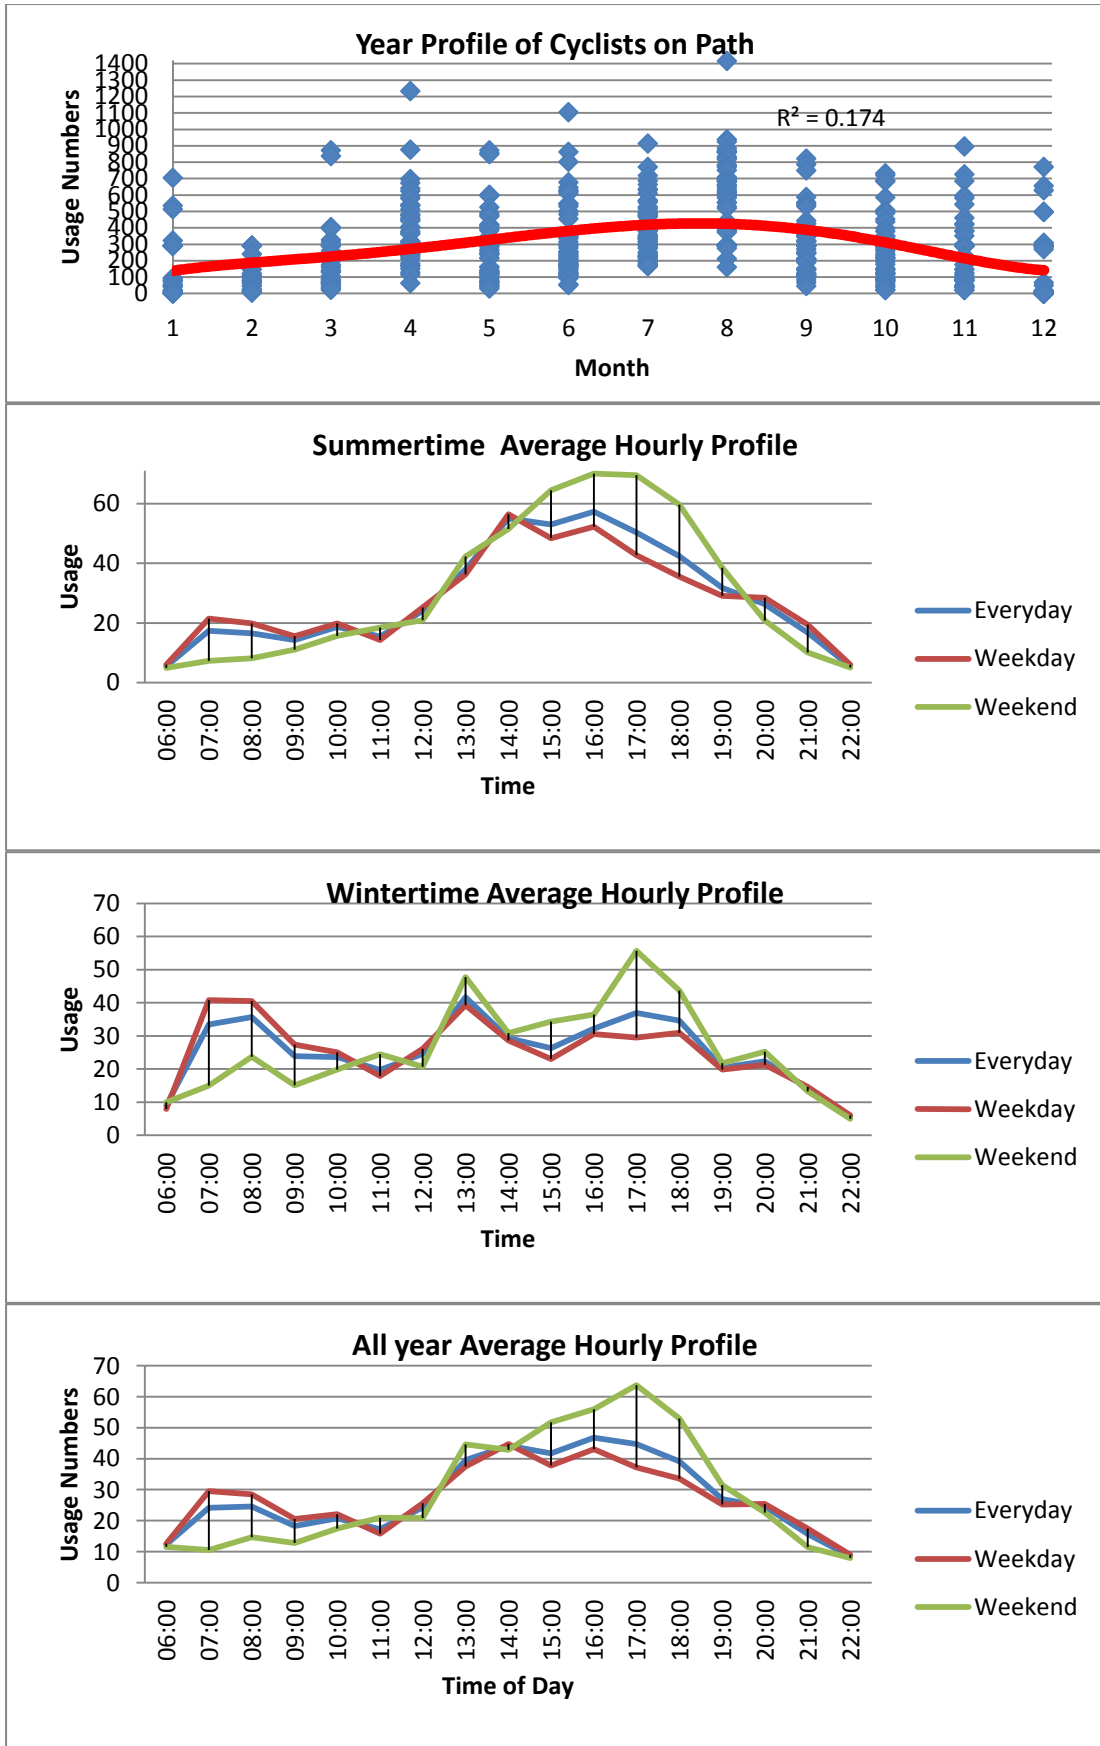 Year Profile of Cyclists on Path
Usage Numbers
1400
1300
1200
1100
1000
900
800
700
600
500
400
300
200
100
0
R² = 0.174
1 2 3 4 5 6 7 8 9 10 11 12
Month
Summertime Average Hourly Profile
Usage
60
40
20
0
06:00 07:00 08:00 09:00 10:00 11:00 12:00 13:00 14:00 15:00 16:00 17:00 18:00 19:00 20:00 21:00 22:00
Time
Everyday
Weekday
Weekend
Wintertime Average Hourly Profile
Usage
70
60
50
40
30
20
10
0
06:00 07:00 08:00 09:00 10:00 11:00 12:00 13:00 14:00 15:00 16:00 17:00 18:00 19:00 20:00 21:00 22:00
Time
Everyday
Weekday
Weekend
All year Average Hourly Profile
Usage Numbers
70
60
50
40
30
20
10
0
06:00 07:00 08:00 09:00 10:00 11:00 12:00 13:00 14:00 15:00 16:00 17:00 18:00 19:00 20:00 21:00 22:00
Time of Day
Everyday
Weekday
Weekend